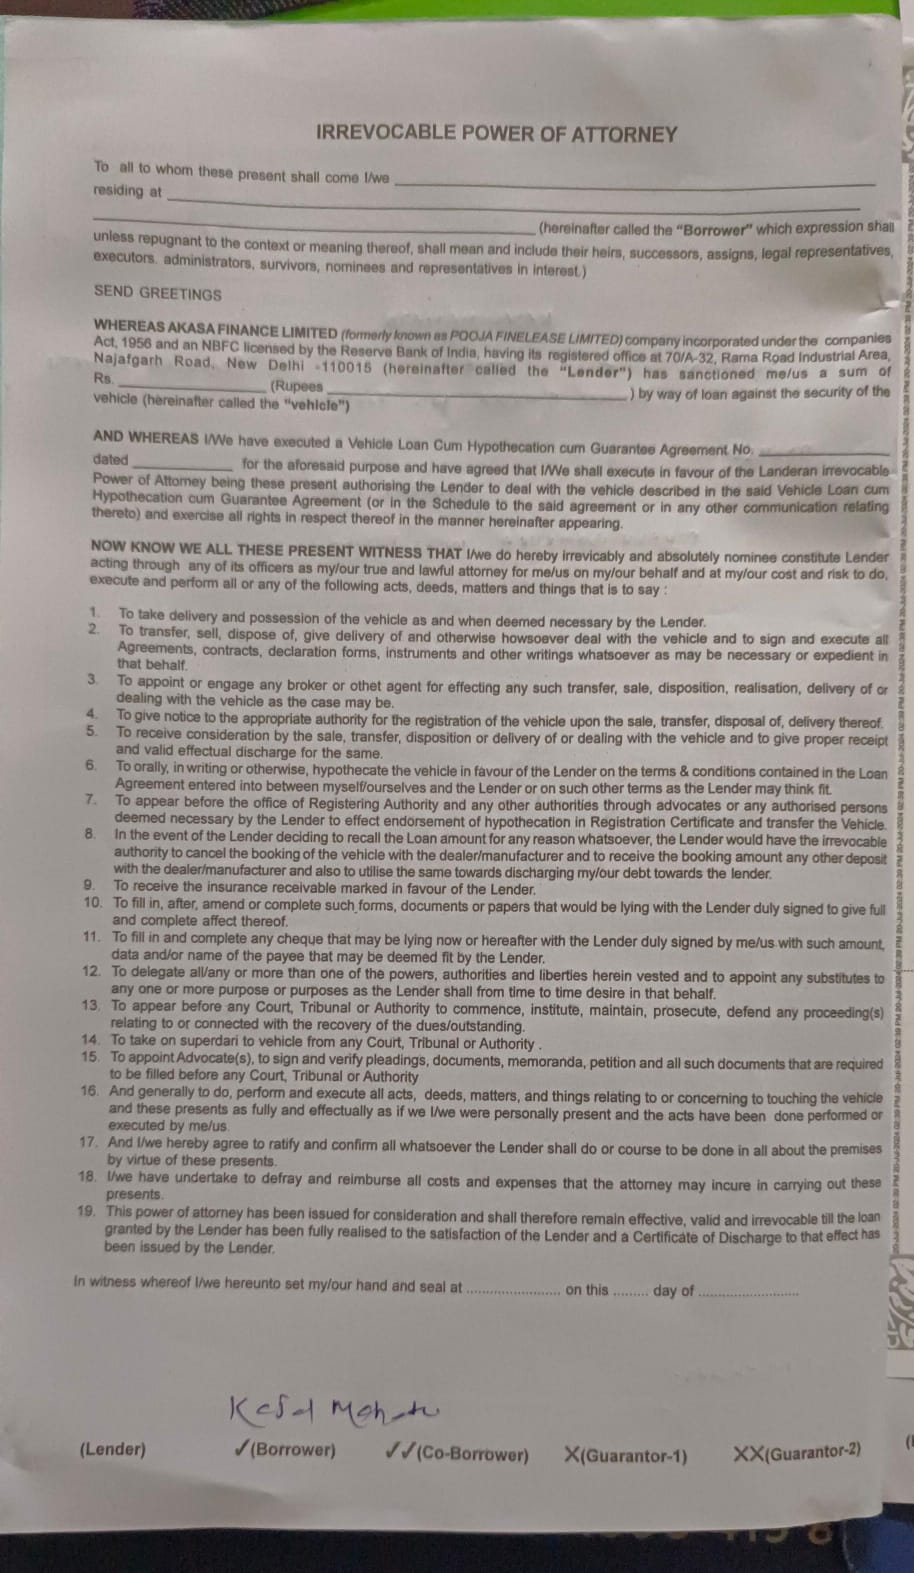 IRREVOCABLE POWER OF ATTORNEY
To all to whom these present shall come I/we
residing at
(hereinafter called the "Borrower" which expression shall
unless repugnant to the context or meaning thereof, shall mean and include their heirs, successors, assigns, legal representatives,
executors. administrators, survivors, nominees and representatives in interest.)
SEND GREETINGS
WHEREAS AKASA FINANCE LIMITED (formerly known as POOJA FINELEASE LIMITED) company incorporated under the companies
Act, 1956 and an NBFC licensed by the Reserve Bank of India, having its registered office at 70/A-32, Rama Road Industrial Area,
Najafgarh Road, New Delhi -110015 (hereinafter called the "Lender") has sanctioned me/us a sum of
Rs. (Rupees ) by way of loan against the security of the
vehicle (hereinafter called the "vehicle")
AND WHEREAS I/We have executed a Vehicle Loan Cum Hypothecation cum Guarantee Agreement No.
dated for the aforesaid purpose and have agreed that I/We shall execute in favour of the Landeran irrevocable
Power of Attorney being these present authorising the Lender to deal with the vehicle described in the said Vehicle Loan cum
Hypothecation cum Guarantee Agreement (or in the Schedule to the said agreement or in any other communication relating
thereto) and exercise all rights in respect thereof in the manner hereinafter appearing.
NOW KNOW WE ALL THESE PRESENT WITNESS THAT I/we do hereby irrevicably and absolutely nominee constitute Lender
acting through any of its officers as my/our true and lawful attorney for me/us on my/our behalf and at my/our cost and risk to do,
execute and perform all or any of the following acts, deeds, matters and things that is to say :
1. To take delivery and possession of the vehicle as and when deemed necessary by the Lender.
2. To transfer, sell, dispose of, give delivery of and otherwise howsoever deal with the vehicle and to sign and execute all
Agreements, contracts, declaration forms, instruments and other writings whatsoever as may be necessary or expedient in
that behalf.
3. To appoint or engage any broker or othet agent for effecting any such transfer, sale, disposition, realisation, delivery of or
dealing with the vehicle as the case may be.
4. To give notice to the appropriate authority for the registration of the vehicle upon the sale, transfer, disposal of, delivery thereof.
5. To receive consideration by the sale, transfer, disposition or delivery of or dealing with the vehicle and to give proper receipt
and valid effectual discharge for the same.
6. To orally, in writing or otherwise, hypothecate the vehicle in favour of the Lender on the terms & conditions contained in the Loan
Agreement entered into between myself/ourselves and the Lender or on such other terms as the Lender may think fit.
7. To appear before the office of Registering Authority and any other authorities through advocates or any authorised persons
deemed necessary by the Lender to effect endorsement of hypothecation in Registration Certificate and transfer the Vehicle.
8. In the event of the Lender deciding to recall the Loan amount for any reason whatsoever, the Lender would have the irrevocable
authority to cancel the booking of the vehicle with the dealer/manufacturer and to receive the booking amount any other deposit
with the dealer/manufacturer and also to utilise the same towards discharging my/our debt towards the lender.
9. To receive the insurance receivable marked in favour of the Lender.
10. To fill in, after, amend or complete such forms, documents or papers that would be lying with the Lender duly signed to give full
and complete affect thereof.
11. To fill in and complete any cheque that may be lying now or hereafter with the Lender duly signed by me/us with such amount,
data and/or name of the payee that may be deemed fit by the Lender.
12. To delegate all/any or more than one of the powers, authorities and liberties herein vested and to appoint any substitutes to
any one or more purpose or purposes as the Lender shall from time to time desire in that behalf.
13. To appear before any Court, Tribunal or Authority to commence, institute, maintain, prosecute, defend any proceeding(s)
relating to or connected with the recovery of the dues/outstanding.
14. To take on superdari to vehicle from any Court, Tribunal or Authority .
15. To appoint Advocate(s), to sign and verify pleadings, documents, memoranda, petition and all such documents that are required
to be filled before any Court, Tribunal or Authority
16. And generally to do, perform and execute all acts, deeds, matters, and things relating to or concerning to touching the vehicle
and these presents as fully and effectually as if we I/we were personally present and the acts have been done performed or
executed by me/us.
17. And I/we hereby agree to ratify and confirm all whatsoever the Lender shall do or course to be done in all about the premises
by virtue of these presents.
18. I/we have undertake to defray and reimburse all costs and expenses that the attorney may incure in carrying out these
presents.
19. This power of attorney has been issued for consideration and shall therefore remain effective, valid and irrevocable till the loan
granted by the Lender has been fully realised to the satisfaction of the Lender and a Certificate of Discharge to that effect has
been issued by the Lender.
In witness whereof I/we hereunto set my/our hand and seal at ...................... on this ......... day of .........................
(Lender) ✓(Borrower) ✓✓(Co-Borrower) X(Guarantor-1) XX(Guarantor-2)